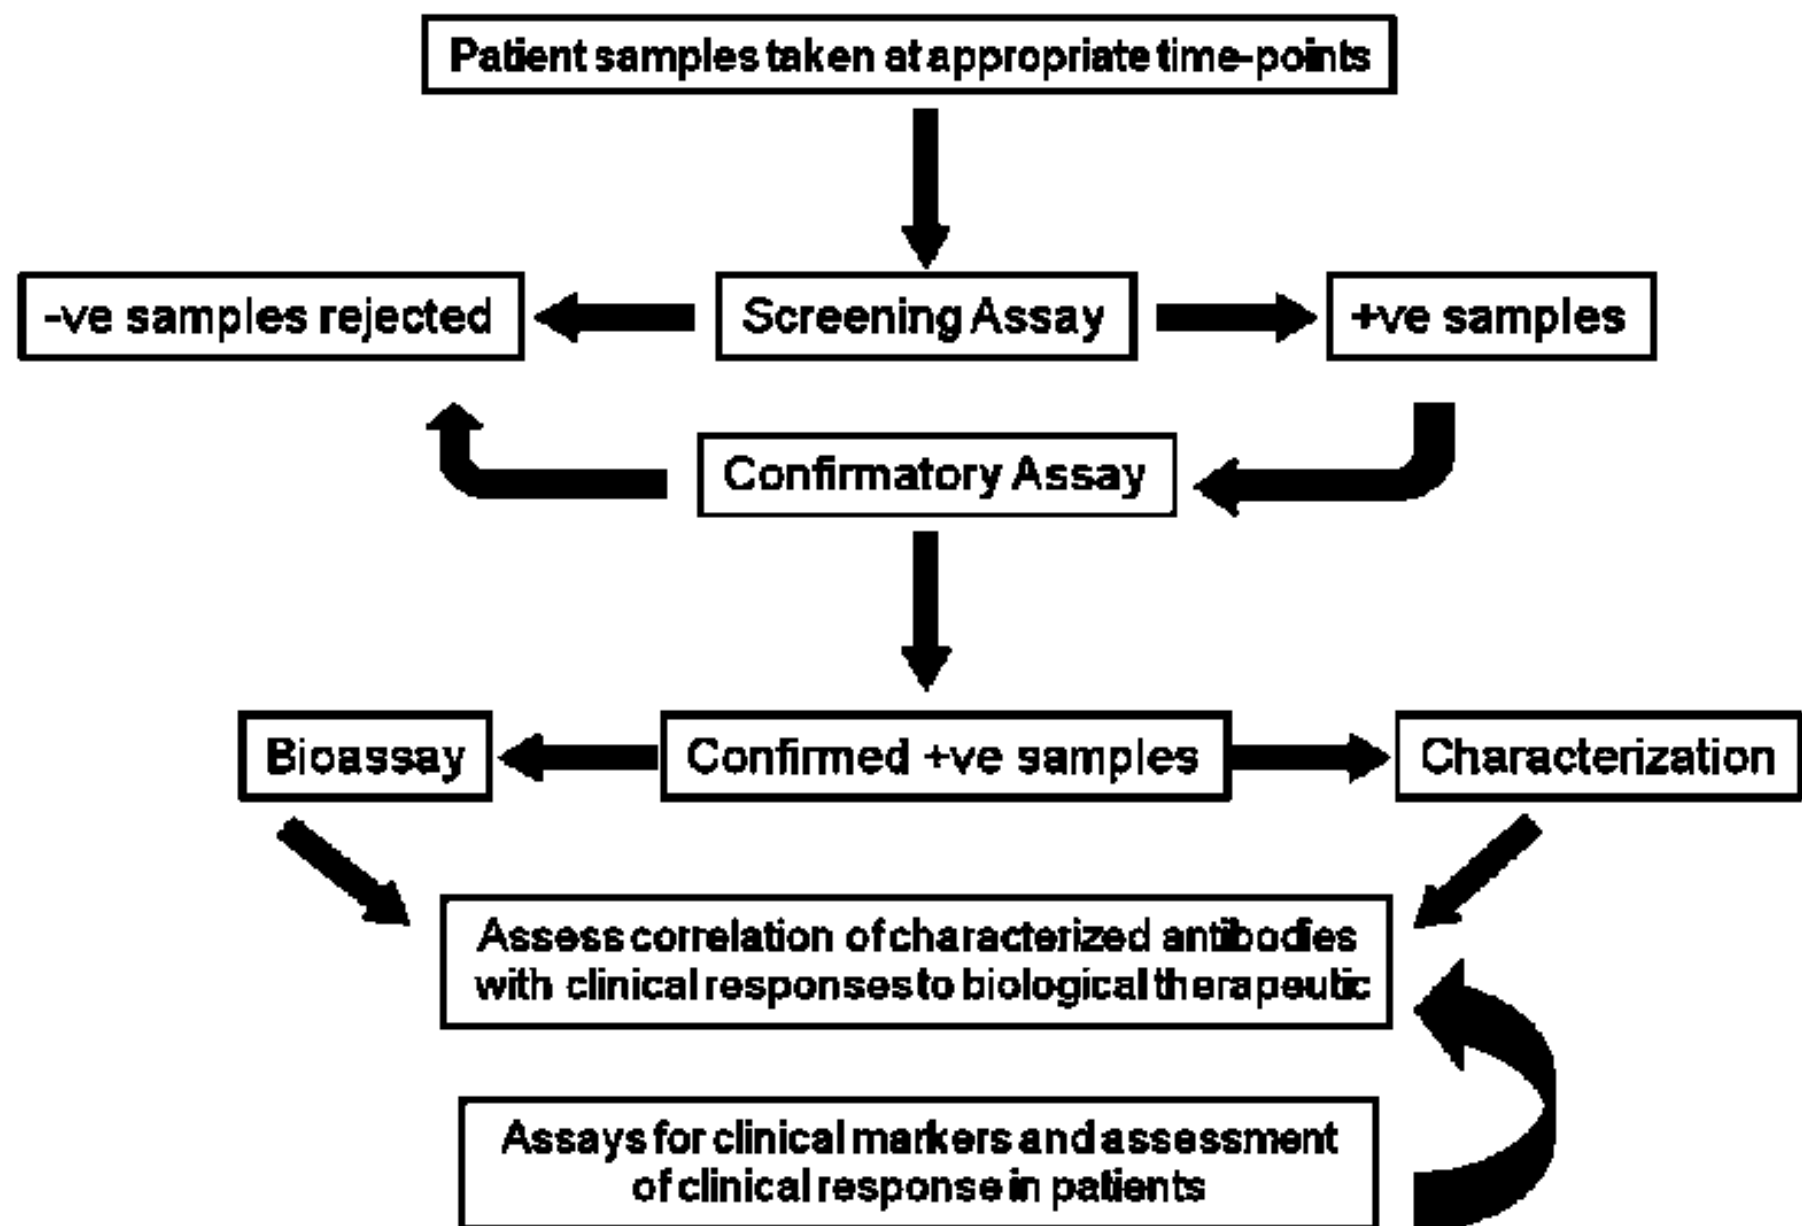 Patient samples taken at appropriate time-points
-ve samples rejected
Screening Assay
+ve samples
Confirmatory Assay
Bioassay
Confirmed +ve samples
Characterization
Assess correlation of characterized antibodies
with clinical responses to biological therapeutic
Assays for clinical markers and assessment
of clinical response in patients